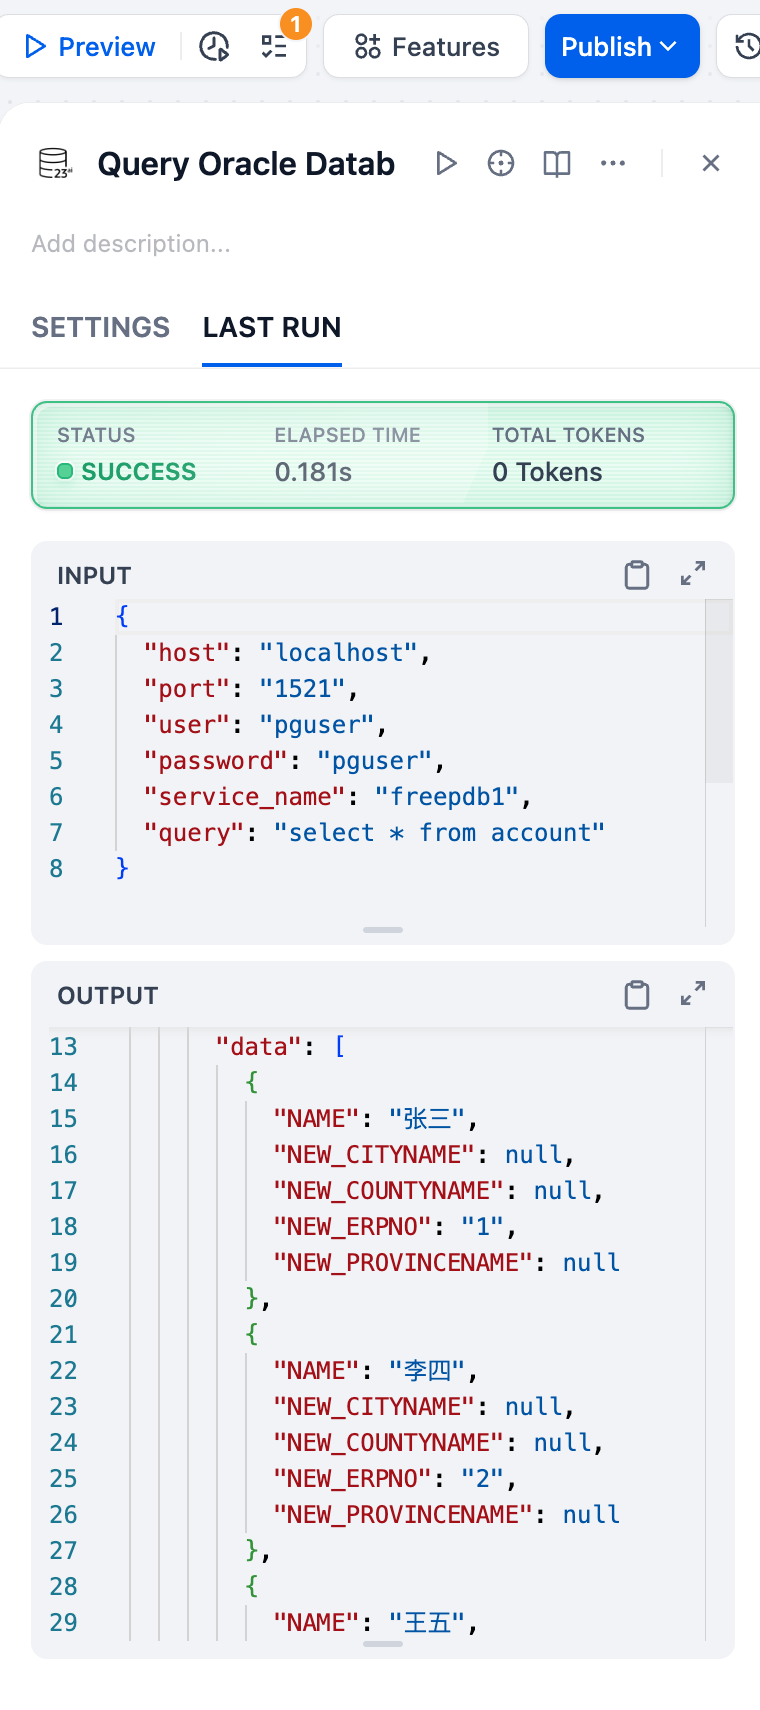 Preview
1
Features
Publish
23ai
Query Oracle Datab
Add description...
SETTINGS
LAST RUN
STATUS
ELAPSED TIME
TOTAL TOKENS
SUCCESS
0.181s
0 Tokens
INPUT
1 {
2 "host": "localhost",
3 "port": "1521",
4 "user": "pguser",
5 "password": "pguser",
6 "service_name": "freepdb1",
7 "query": "select * from account"
8 }
OUTPUT
13 "data": [
14 {
15 "NAME": "张三",
16 "NEW_CITYNAME": null,
17 "NEW_COUNTYNAME": null,
18 "NEW_ERPNO": "1",
19 "NEW_PROVINCENAME": null
20 },
21 {
22 "NAME": "李四",
23 "NEW_CITYNAME": null,
24 "NEW_COUNTYNAME": null,
25 "NEW_ERPNO": "2",
26 "NEW_PROVINCENAME": null
27 },
28 {
29 "NAME": "王五",